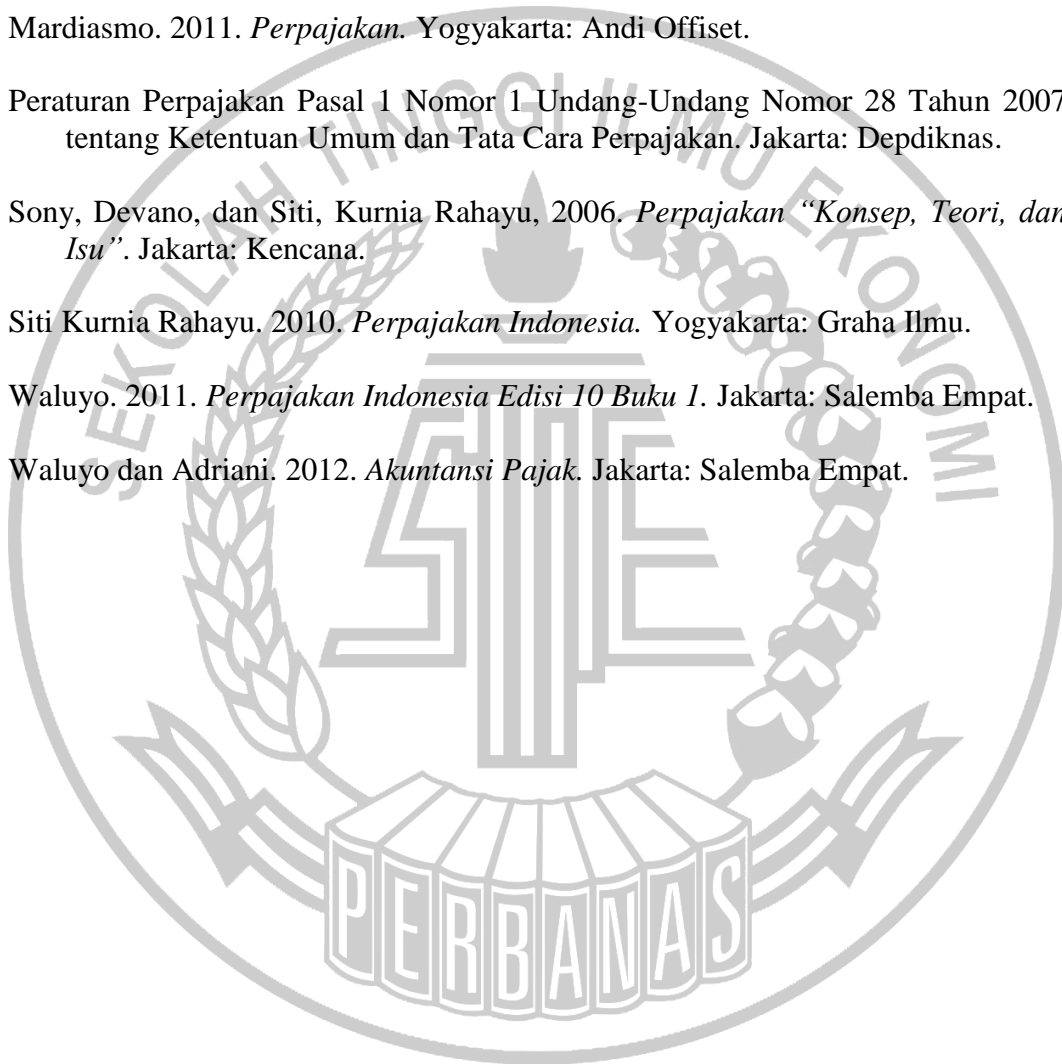 Mardiasmo. 2011. Perpajakan. Yogyakarta: Andi Offiset.
Peraturan Perpajakan Pasal 1 Nomor 1 Undang-Undang Nomor 28 Tahun 2007
tentang Ketentuan Umum dan Tata Cara Perpajakan. Jakarta: Depdiknas.
Sony, Devano, dan Siti, Kurnia Rahayu, 2006. Perpajakan “Konsep, Teori, dan
Isu”. Jakarta: Kencana.
Siti Kurnia Rahayu. 2010. Perpajakan Indonesia. Yogyakarta: Graha Ilmu.
Waluyo. 2011. Perpajakan Indonesia Edisi 10 Buku 1. Jakarta: Salemba Empat.
Waluyo dan Adriani. 2012. Akuntansi Pajak. Jakarta: Salemba Empat.
SEKOLAH TINGGI ILMU EKONOMI
STIE
PERBANAS